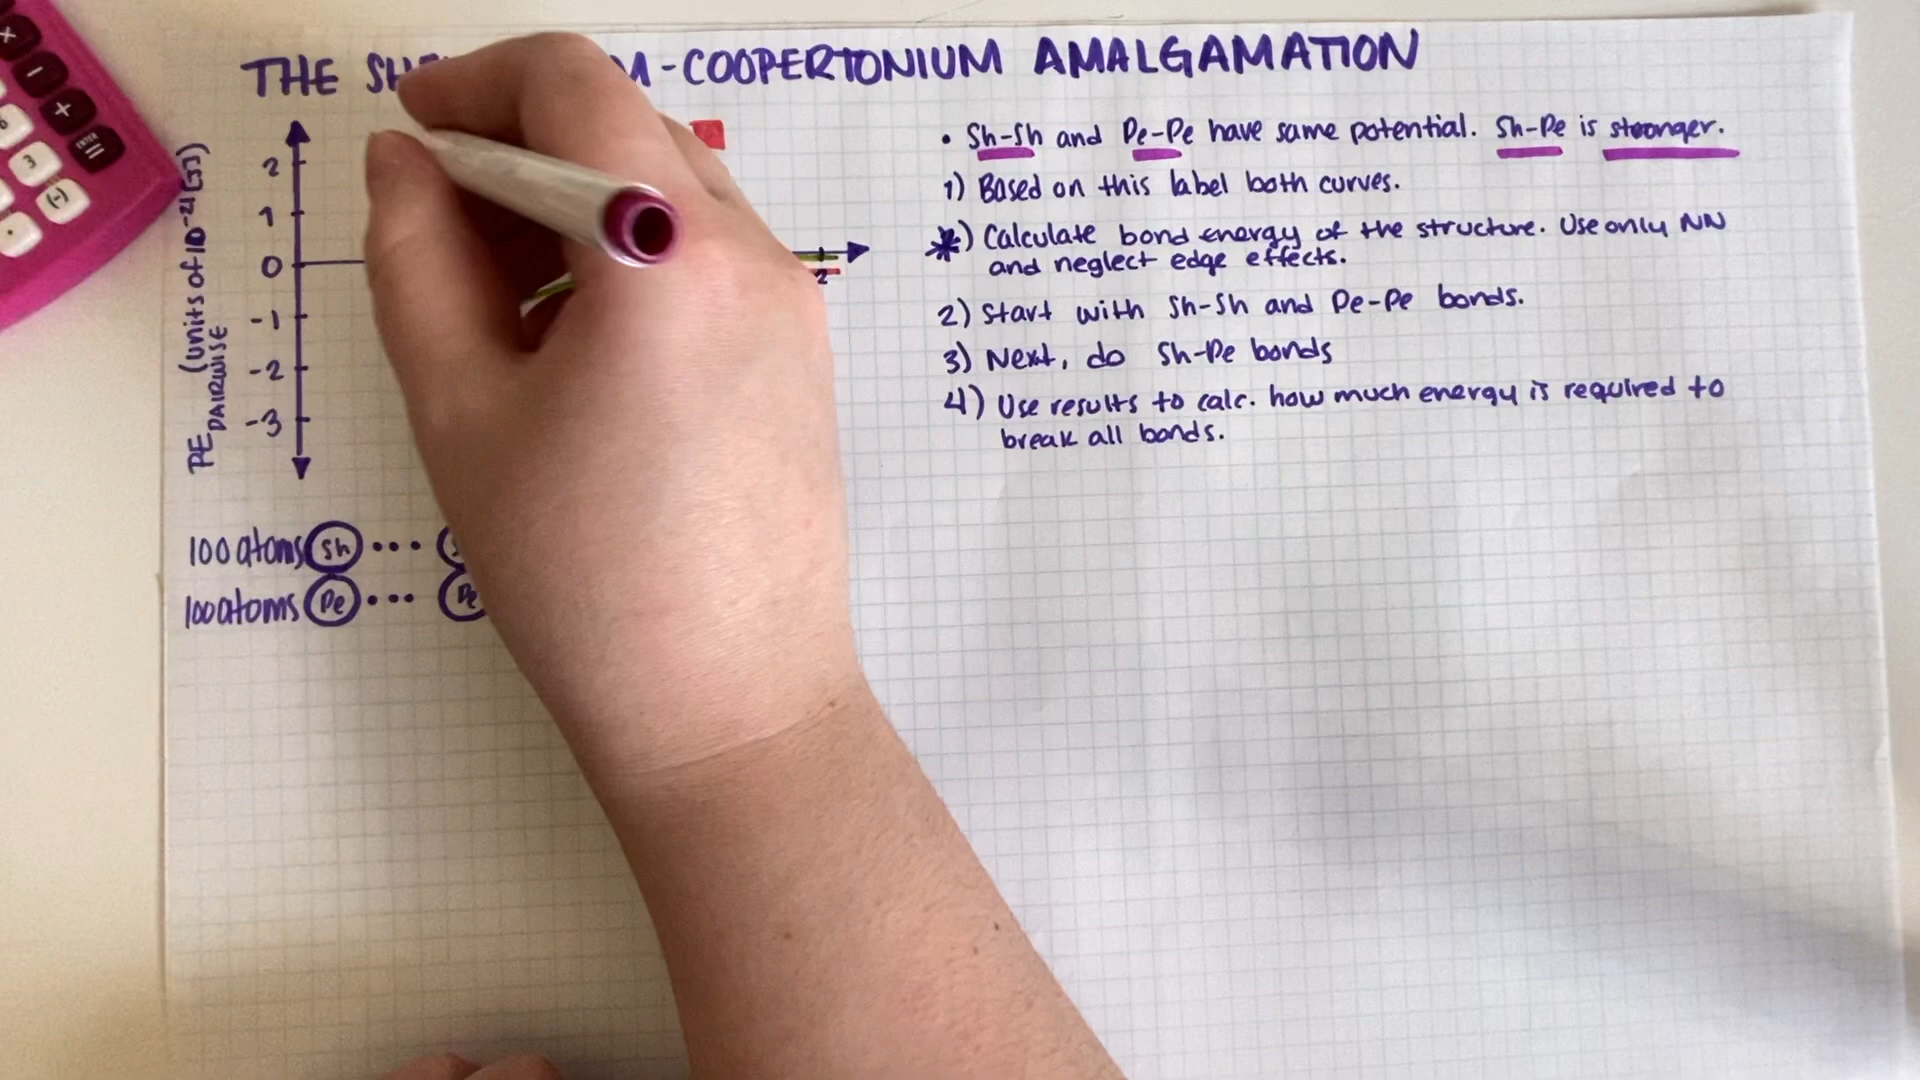 THE M-COOPERTONIUM AMALGAMATION
• Sh-Sh and Pe-Pe have same potential. Sh-Pe is stronger.
1) Based on this label both curves.
*) Calculate bond energy of the structure. Use only NN
and neglect edge effects.
2) Start with Sh-Sh and Pe-Pe bonds.
3) Next, do Sh-Pe bonds
4) Use results to calc. how much energy is required to
break all bonds.
PE PAIRWISE (units of 10⁻²¹ [J])
2
1
0
-1
-2
-3
2
100 atoms Sh •••
100 atoms Pe ••• Pe
×
-
+
ENTER
=
6
3
(-)
.